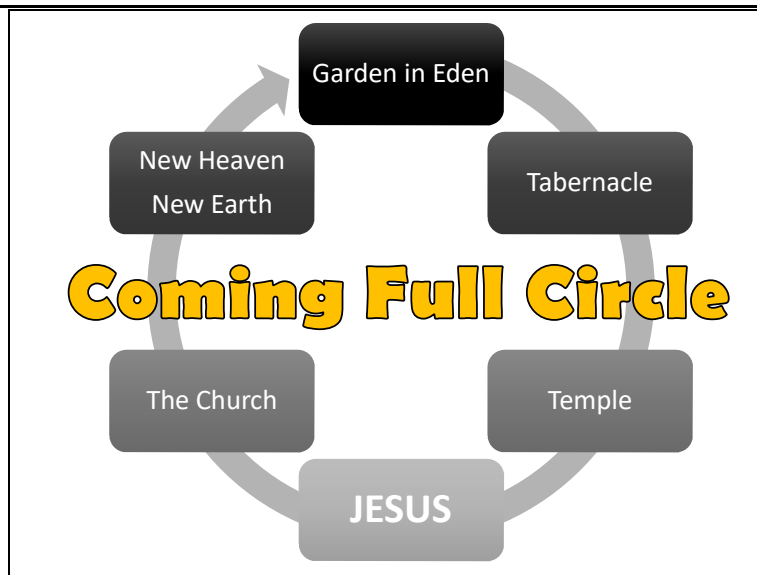 Garden in Eden
New Heaven
New Earth
Tabernacle
Coming Full Circle
The Church
Temple
JESUS